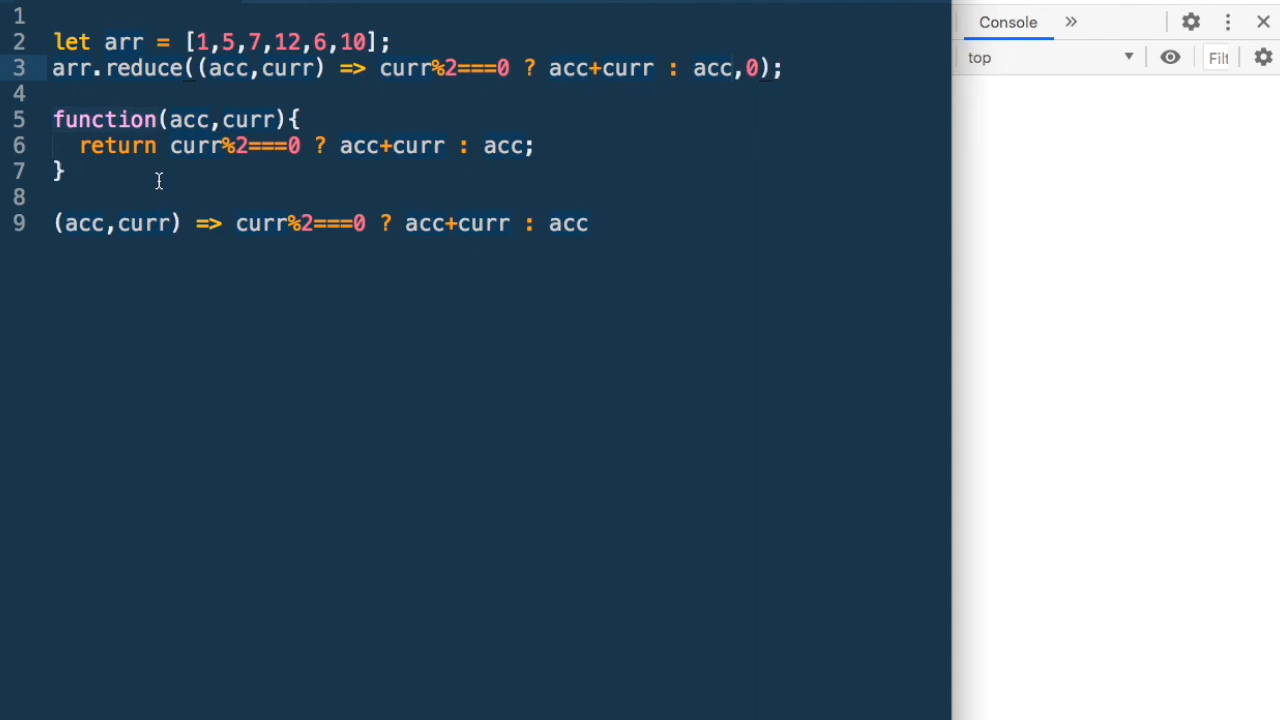 1
2 let arr = [1,5,7,12,6,10];
3 arr.reduce((acc,curr) => curr%2===0 ? acc+curr : acc,0);
4
5 function(acc,curr){
6 return curr%2===0 ? acc+curr : acc;
7 }
8
9 (acc,curr) => curr%2===0 ? acc+curr : acc
Console »
top
Filt